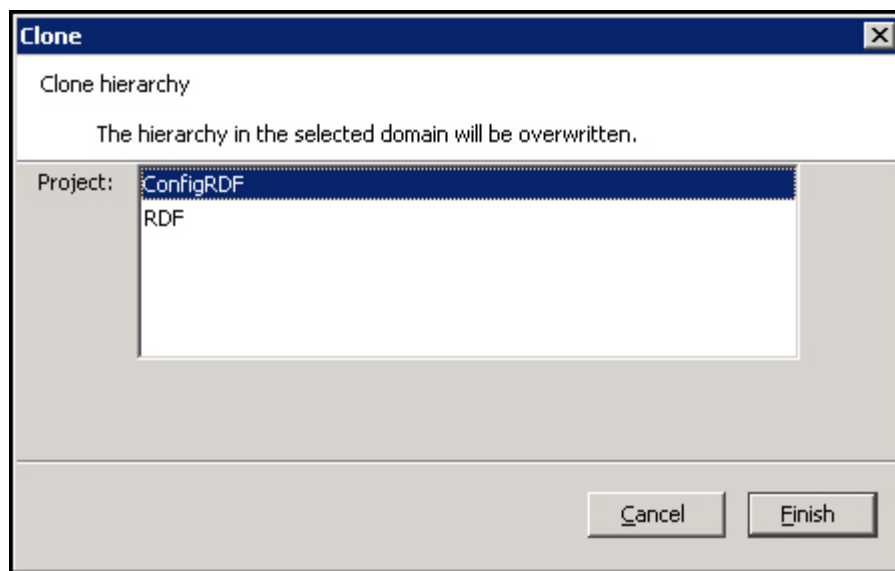 Clone
Clone hierarchy
The hierarchy in the selected domain will be overwritten.
Project:
ConfigRDF
RDF
Cancel
Finish